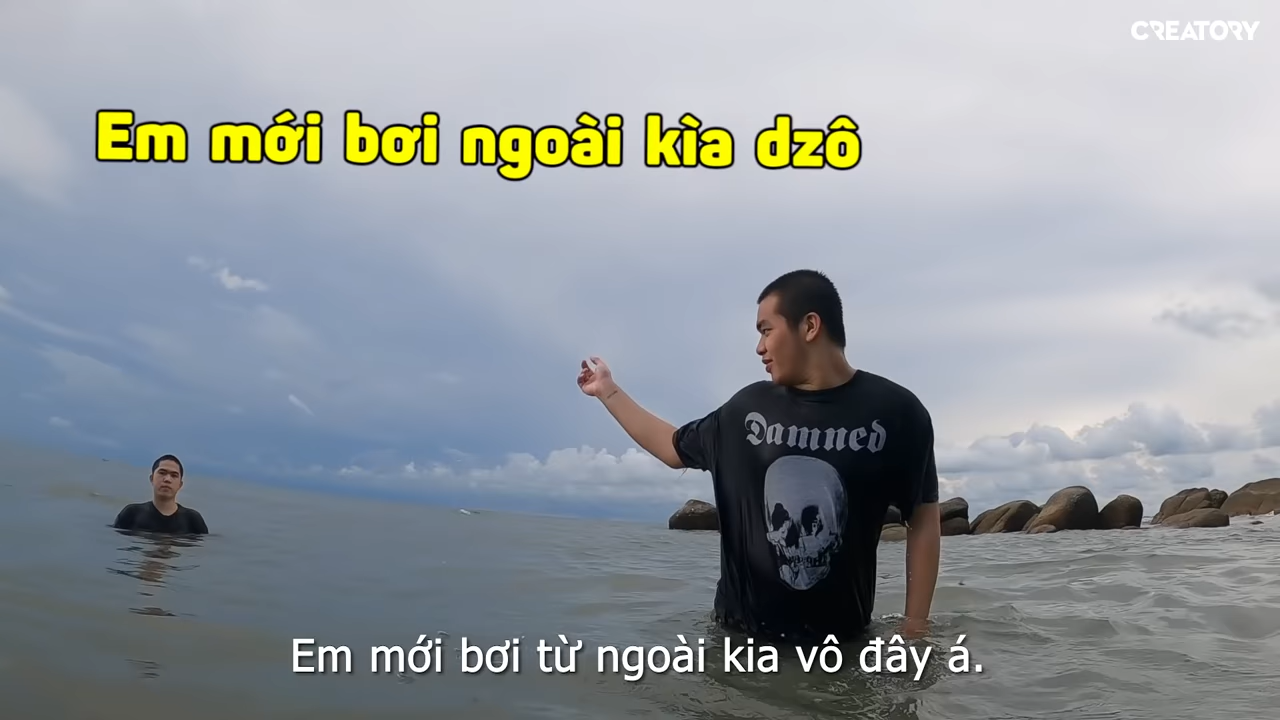 CREATORY
Em mới bơi ngoài kìa dzô
Damned
Em mới bơi từ ngoài kia vô đây á.